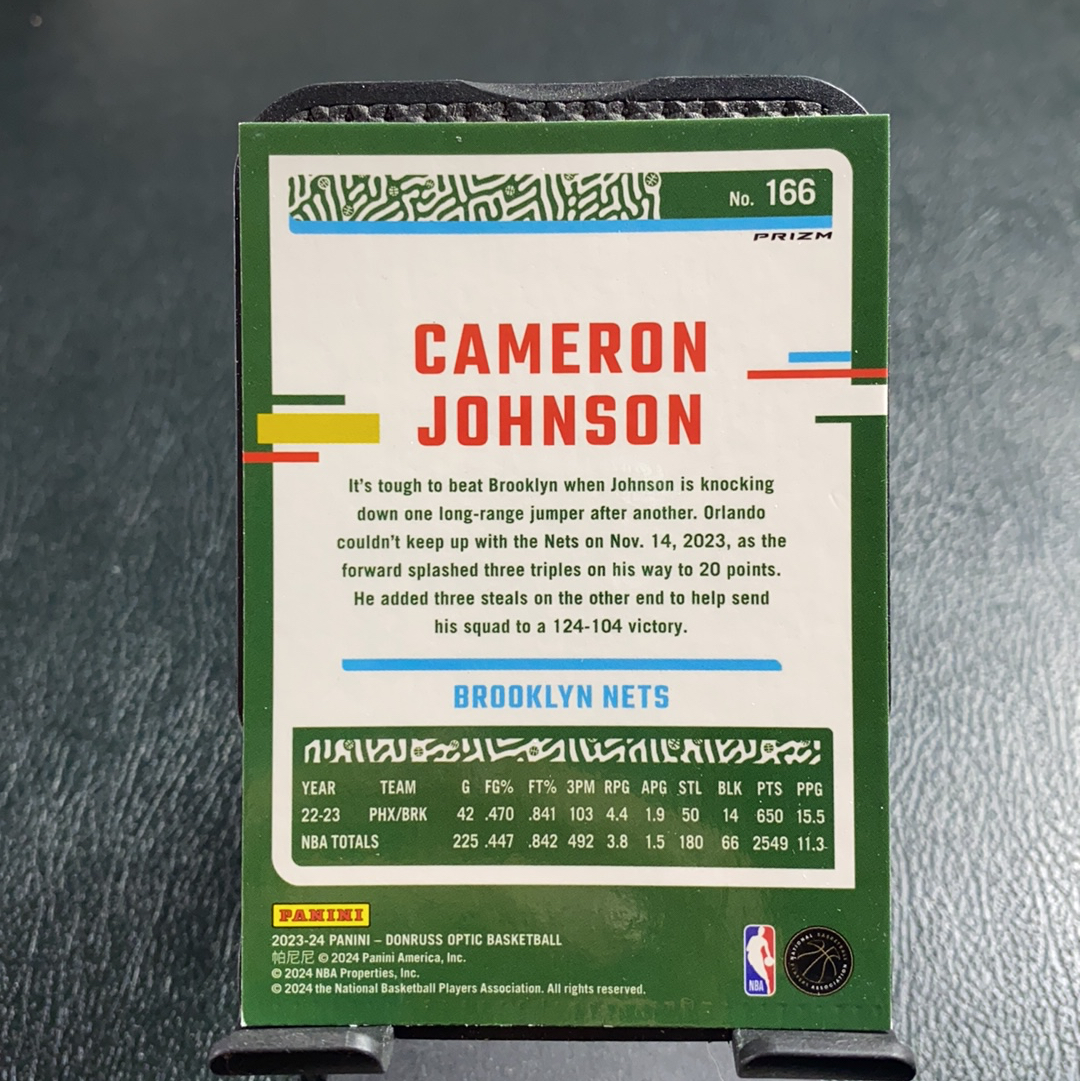 No. 166
PRIZM
CAMERON
JOHNSON
It's tough to beat Brooklyn when Johnson is knocking
down one long-range jumper after another. Orlando
couldn't keep up with the Nets on Nov. 14, 2023, as the
forward splashed three triples on his way to 20 points.
He added three steals on the other end to help send
his squad to a 124-104 victory.
BROOKLYN NETS
YEAR TEAM G FG% FT% 3PM RPG APG STL BLK PTS PPG
22-23 PHX/BRK 42 .470 .841 103 4.4 1.9 50 14 650 15.5
NBA TOTALS 225 .447 .842 492 3.8 1.5 180 66 2549 11.3
PANINI
2023-24 PANINI – DONRUSS OPTIC BASKETBALL
帕尼尼 © 2024 Panini America, Inc.
© 2024 NBA Properties, Inc.
© 2024 the National Basketball Players Association. All rights reserved.
NBA
NATIONAL BASKETBALL
PLAYERS ASSOCIATION